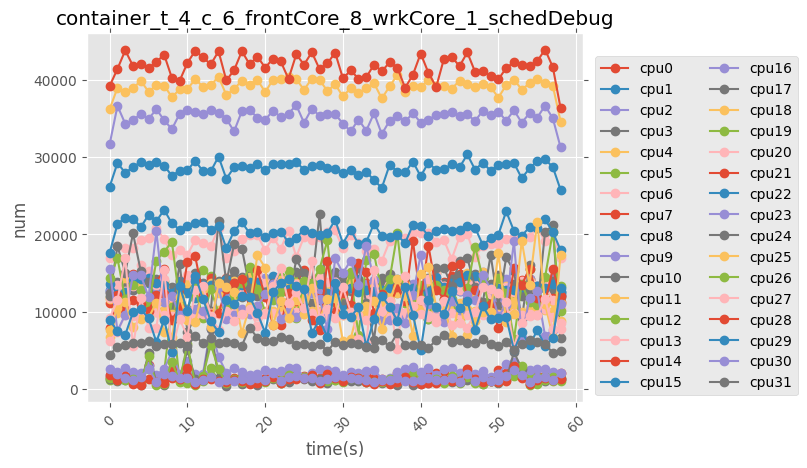 container_t_4_c_6_frontCore_8_wrkCore_1_schedDebug
num
40000
30000
20000
10000
0
0
10
20
30
40
50
60
time(s)
cpu0
cpu1
cpu2
cpu3
cpu4
cpu5
cpu6
cpu7
cpu8
cpu9
cpu10
cpu11
cpu12
cpu13
cpu14
cpu15
cpu16
cpu17
cpu18
cpu19
cpu20
cpu21
cpu22
cpu23
cpu24
cpu25
cpu26
cpu27
cpu28
cpu29
cpu30
cpu31